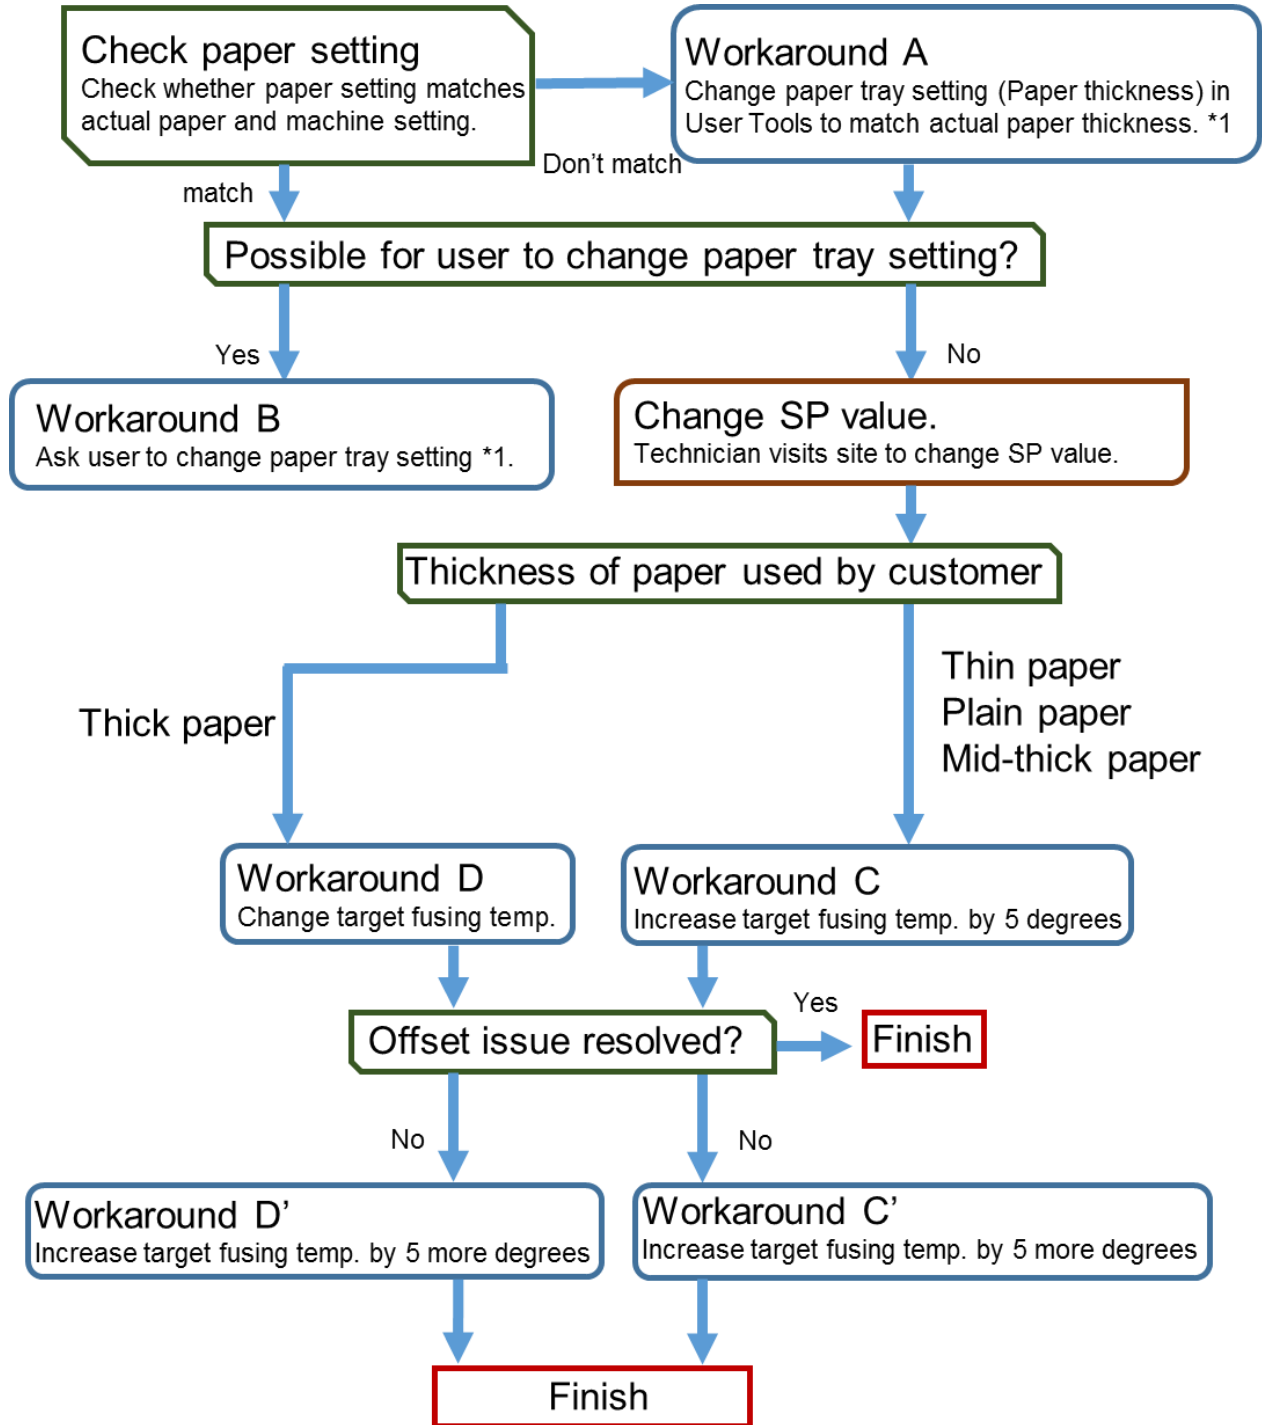 Check paper setting
Check whether paper setting matches
actual paper and machine setting.
Workaround A
Change paper tray setting (Paper thickness) in
User Tools to match actual paper thickness. *1
match
Don’t match
Possible for user to change paper tray setting?
Yes
No
Workaround B
Ask user to change paper tray setting *1.
Change SP value.
Technician visits site to change SP value.
Thickness of paper used by customer
Thick paper
Thin paper
Plain paper
Mid-thick paper
Workaround D
Change target fusing temp.
Workaround C
Increase target fusing temp. by 5 degrees
Offset issue resolved?
Yes
Finish
No
No
Workaround D’
Increase target fusing temp. by 5 more degrees
Workaround C’
Increase target fusing temp. by 5 more degrees
Finish